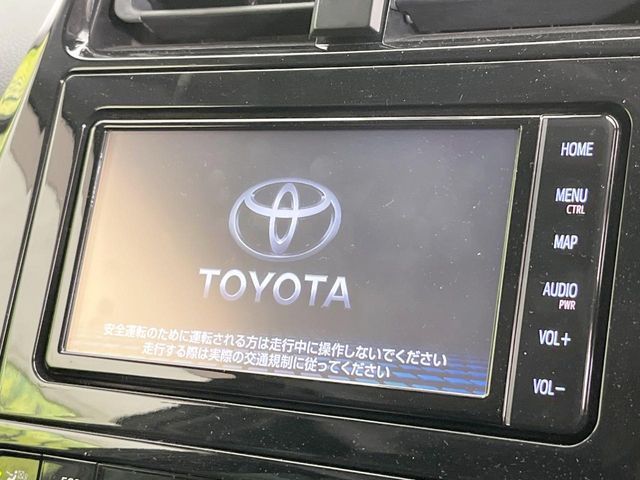 TOYOTA
安全運転のために運転される方は走行中に操作しないでください
走行する際は実際の交通規制に従ってください
HOME
MENU
CTRL
MAP
AUDIO
PWR
VOL+
VOL−